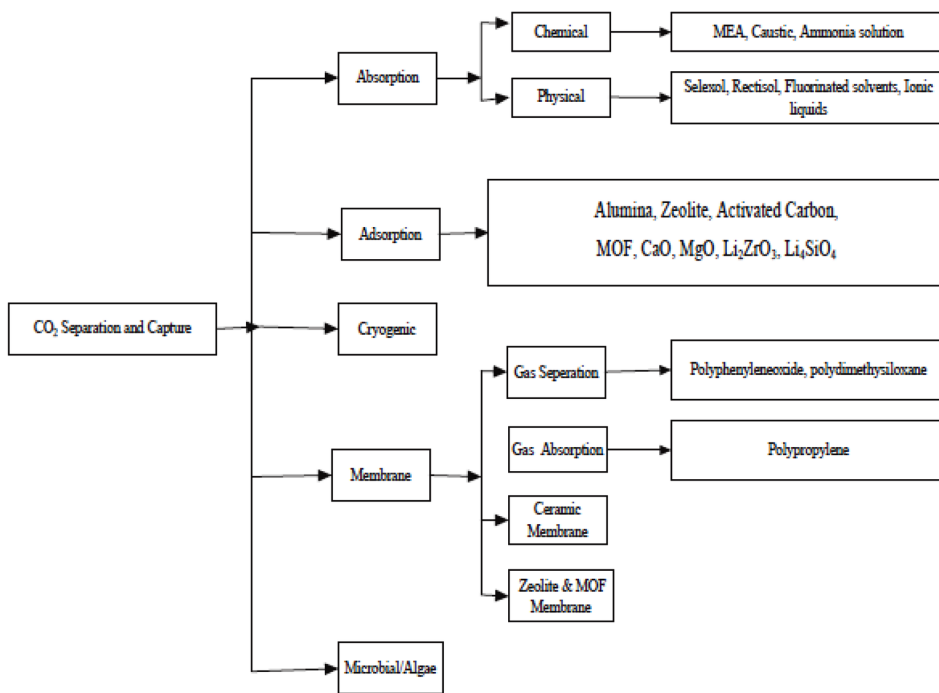 Chemical
MEA, Caustic, Ammonia solution
Absorption
Physical
Selexol, Rectisol, Fluorinated solvents, Ionic
liquids
Adsorption
Alumina, Zeolite, Activated Carbon,
MOF, CaO, MgO, Li₂ZrO₃, Li₄SiO₄
CO₂ Separation and Capture
Cryogenic
Gas Seperation
Polyphenyleneoxide, polydimethysiloxane
Gas Absorption
Polypropylene
Membrane
Ceramic
Membrane
Zeolite & MOF
Membrane
Microbial/Algae